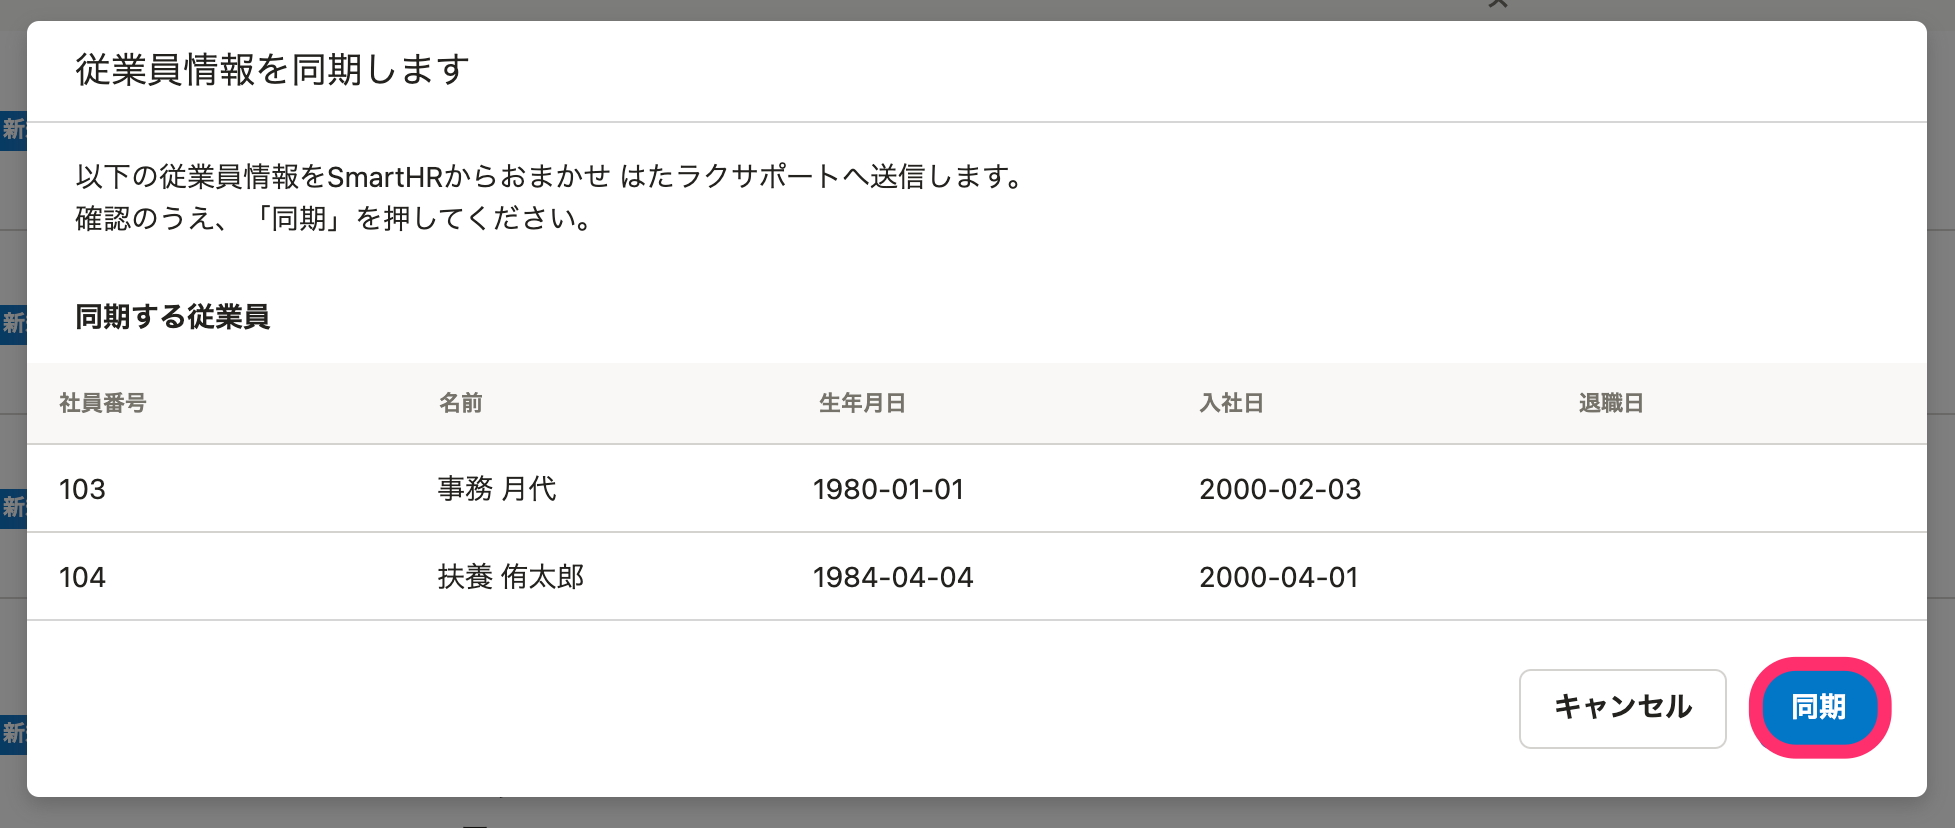 従業員情報を同期します
以下の従業員情報をSmartHRからおまかせ はたラクサポートへ送信します。
確認のうえ、「同期」を押してください。
同期する従業員
社員番号 名前 生年月日 入社日 退職日
103 事務 月代 1980-01-01 2000-02-03
104 扶養 侑太郎 1984-04-04 2000-04-01
キャンセル 同期
新
新
新
新